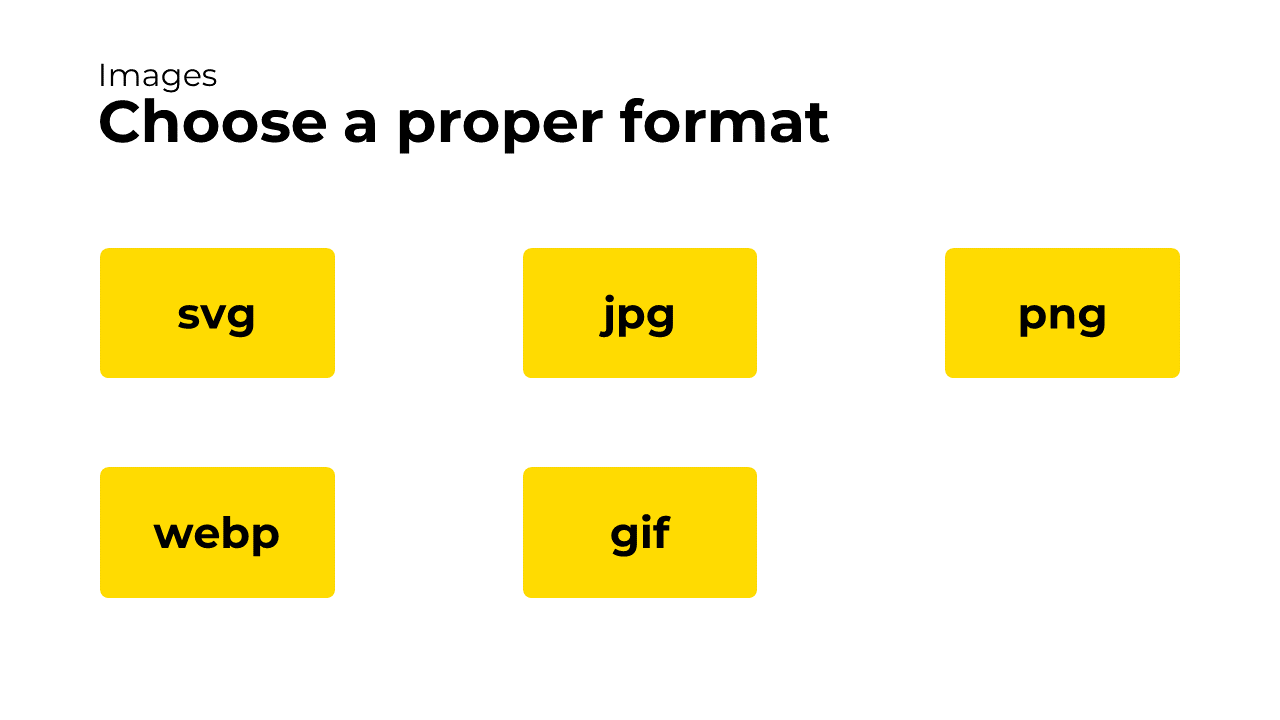 Images
Choose a proper format
svg
jpg
png
webp
gif